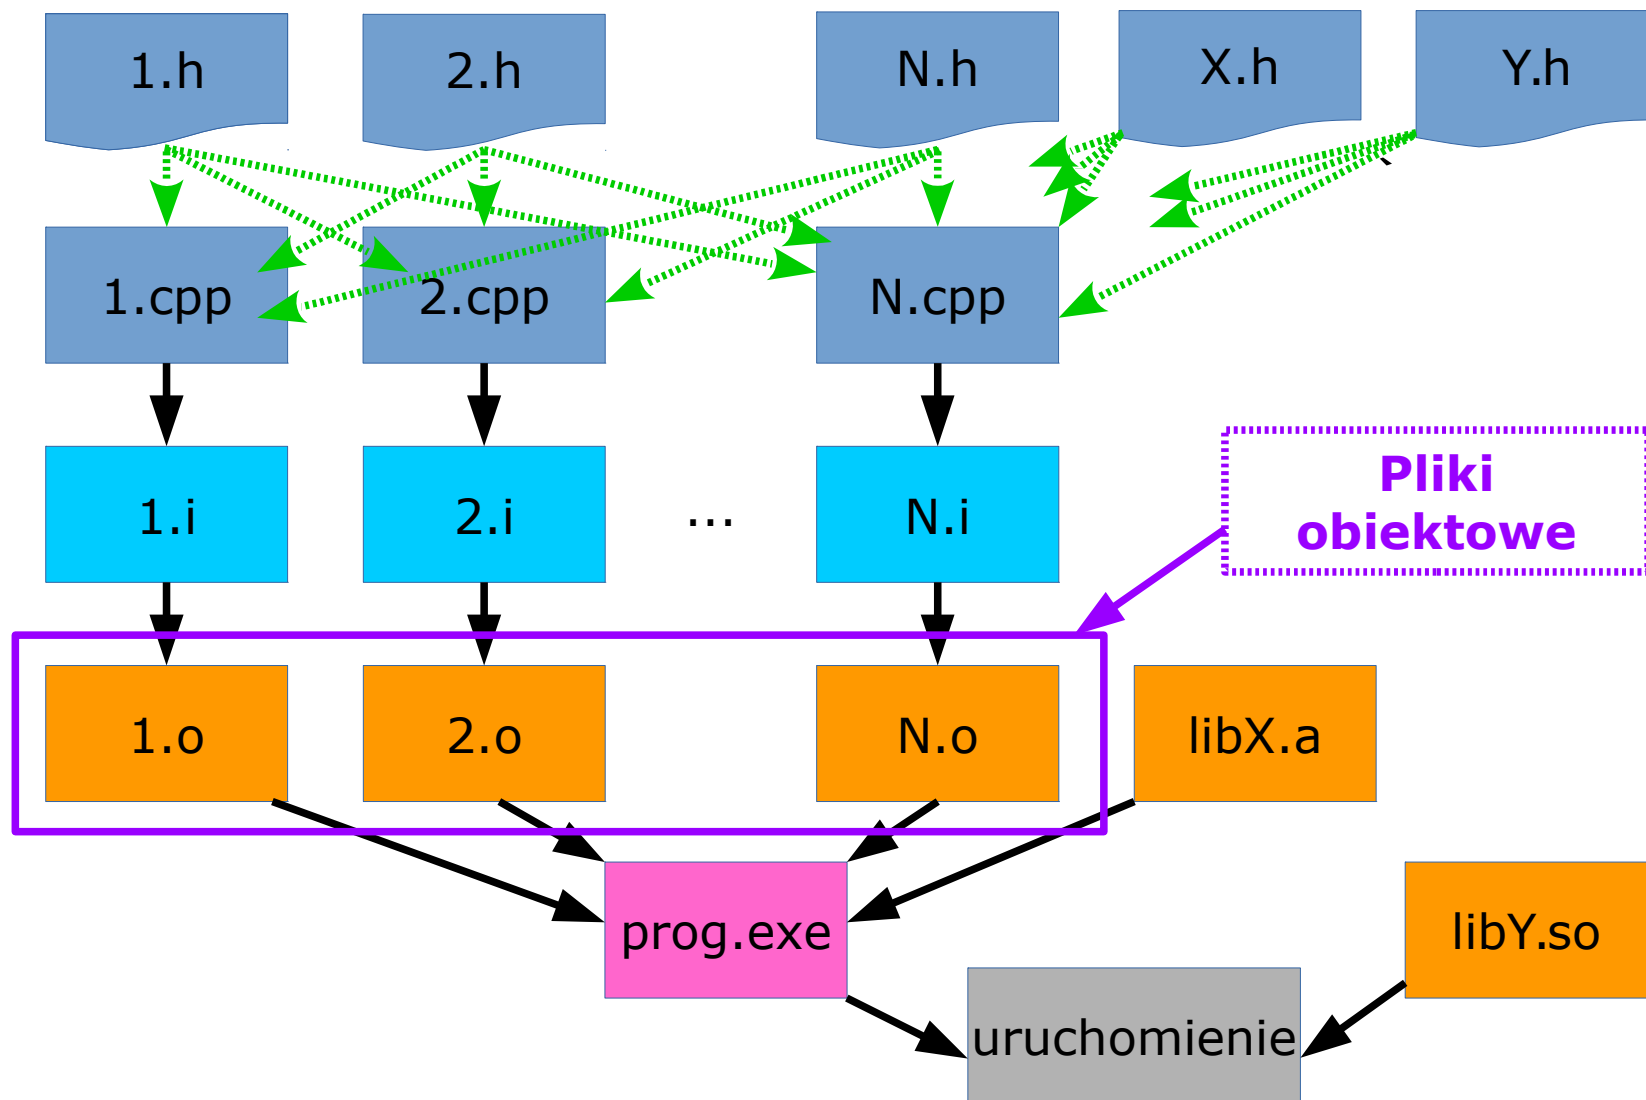 1.h
2.h
N.h
X.h
Y.h
1.cpp
2.cpp
N.cpp
1.i
2.i
...
N.i
Pliki
obiektowe
1.o
2.o
N.o
libX.a
prog.exe
libY.so
uruchomienie